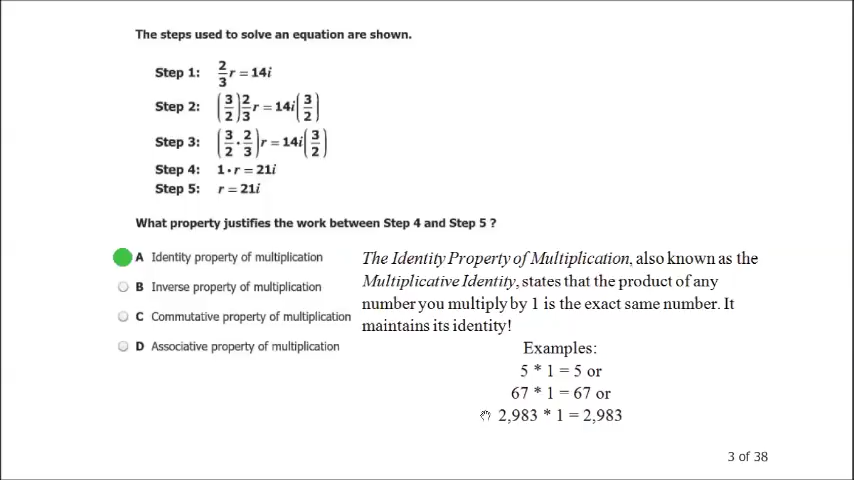 The steps used to solve an equation are shown.
Step 1: 2/3 r = 14i
Step 2: (3/2) 2/3 r = 14i (3/2)
Step 3: (3/2 · 2/3) r = 14i (3/2)
Step 4: 1 · r = 21i
Step 5: r = 21i
What property justifies the work between Step 4 and Step 5 ?
A Identity property of multiplication
B Inverse property of multiplication
C Commutative property of multiplication
D Associative property of multiplication
The Identity Property of Multiplication, also known as the
Multiplicative Identity, states that the product of any
number you multiply by 1 is the exact same number. It
maintains its identity!
Examples:
5 * 1 = 5 or
67 * 1 = 67 or
2,983 * 1 = 2,983
3 of 38